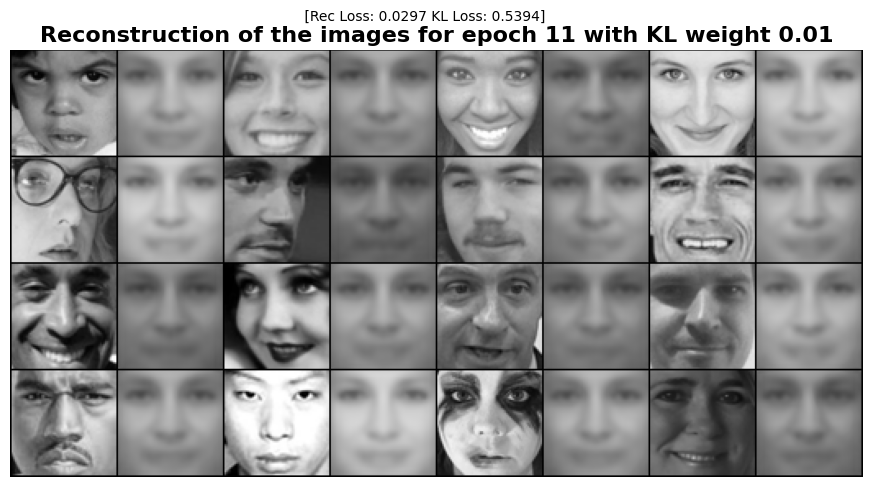 [Rec Loss: 0.0297 KL Loss: 0.5394]
Reconstruction of the images for epoch 11 with KL weight 0.01